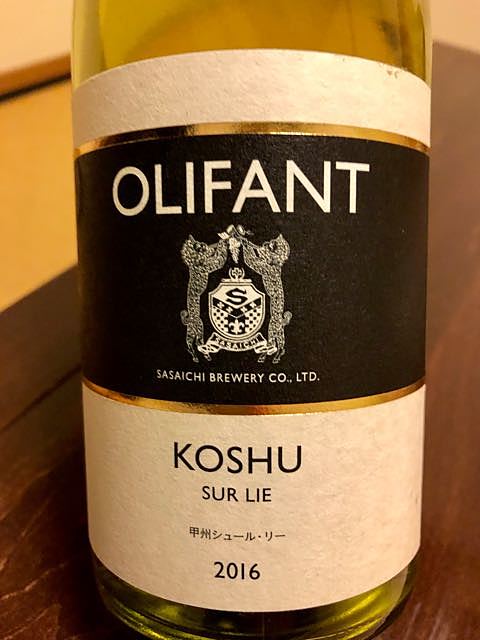 OLIFANT
S
SASAICHI
SASAICHI BREWERY CO., LTD.
KOSHU
SUR LIE
甲州シュール・リー
2016